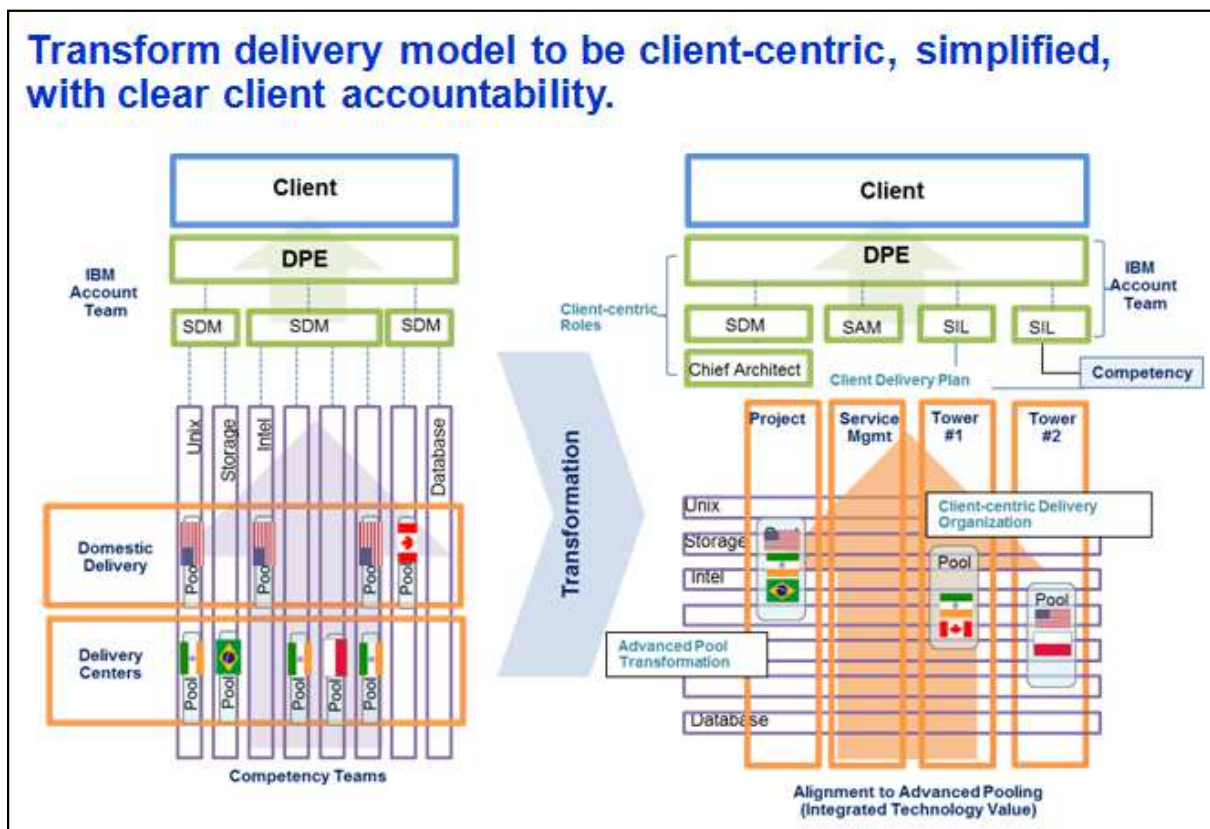 Transform delivery model to be client-centric, simplified,
with clear client accountability.
Client
DPE
IBM
Account
Team
SDM
SDM
SDM
Unix
Storage
Intel
Database
Domestic
Delivery
Pool
Pool
Pool
Pool
Delivery
Centers
Pool
Pool
Pool
Pool
Pool
Competency Teams
Transformation
Client
DPE
Client-centric
Roles
IBM
Account
Team
SDM
SAM
SIL
SIL
Chief Architect
Client Delivery Plan
Competency
Project
Service
Mgmt
Tower
#1
Tower
#2
Unix
Client-centric Delivery
Organization
Storage
Intel
Pool
Pool
Advanced Pool
Transformation
Database
Alignment to Advanced Pooling
(Integrated Technology Value)